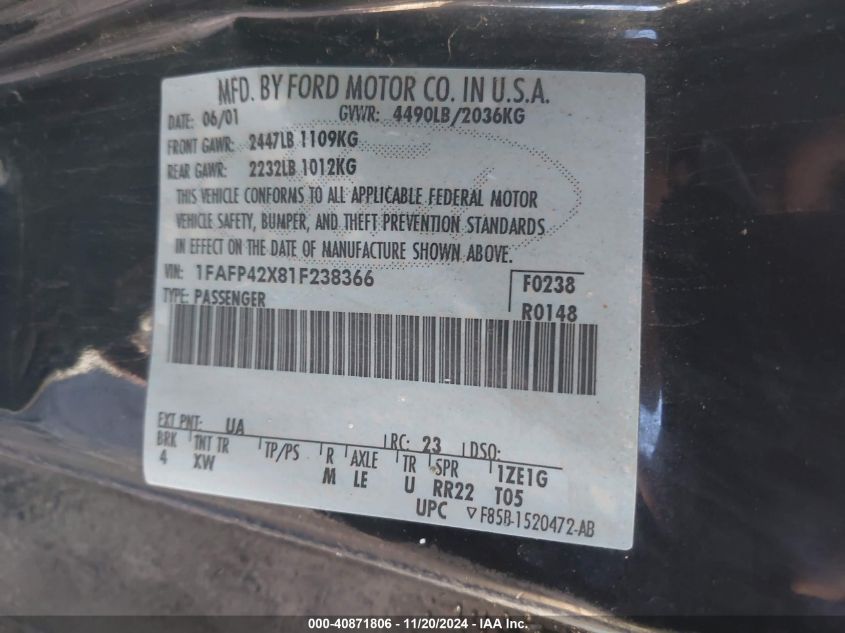 MFD. BY FORD MOTOR CO. IN U.S.A.
DATE: 06/01 GVWR: 4490LB/2036KG
FRONT GAWR: 2447LB 1109KG
REAR GAWR: 2232LB 1012KG
THIS VEHICLE CONFORMS TO ALL APPLICABLE FEDERAL MOTOR
VEHICLE SAFETY, BUMPER, AND THEFT PREVENTION STANDARDS
IN EFFECT ON THE DATE OF MANUFACTURE SHOWN ABOVE.
VIN: 1FAFP42X81F238366 F0238
TYPE: PASSENGER R0148
EXT PNT: UA RC: 23 DSO:
BRK TNT TR TP/PS R AXLE TR SPR 1ZE1G
4 XW M LE U RR22 T05
UPC ▽F85B-1520472-AB
000-40871806 - 11/20/2024 - IAA Inc.